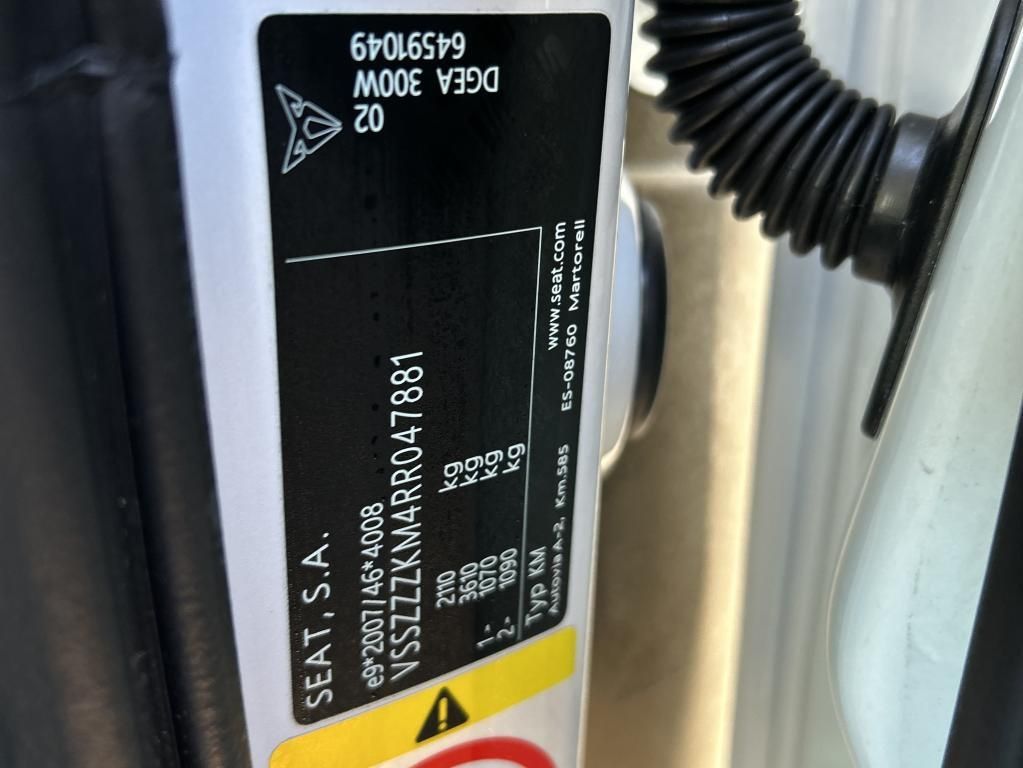 SEAT, S.A.
e9*2007/46*4008
VSSZZZKM4RR047881
2110 kg
3610 kg
1- 1070 kg
2- 1090 kg
Typ KM
www.seat.com
Autovia A-2, Km.585 ES-08760 Martorell
64591049
DGEA 300W
02